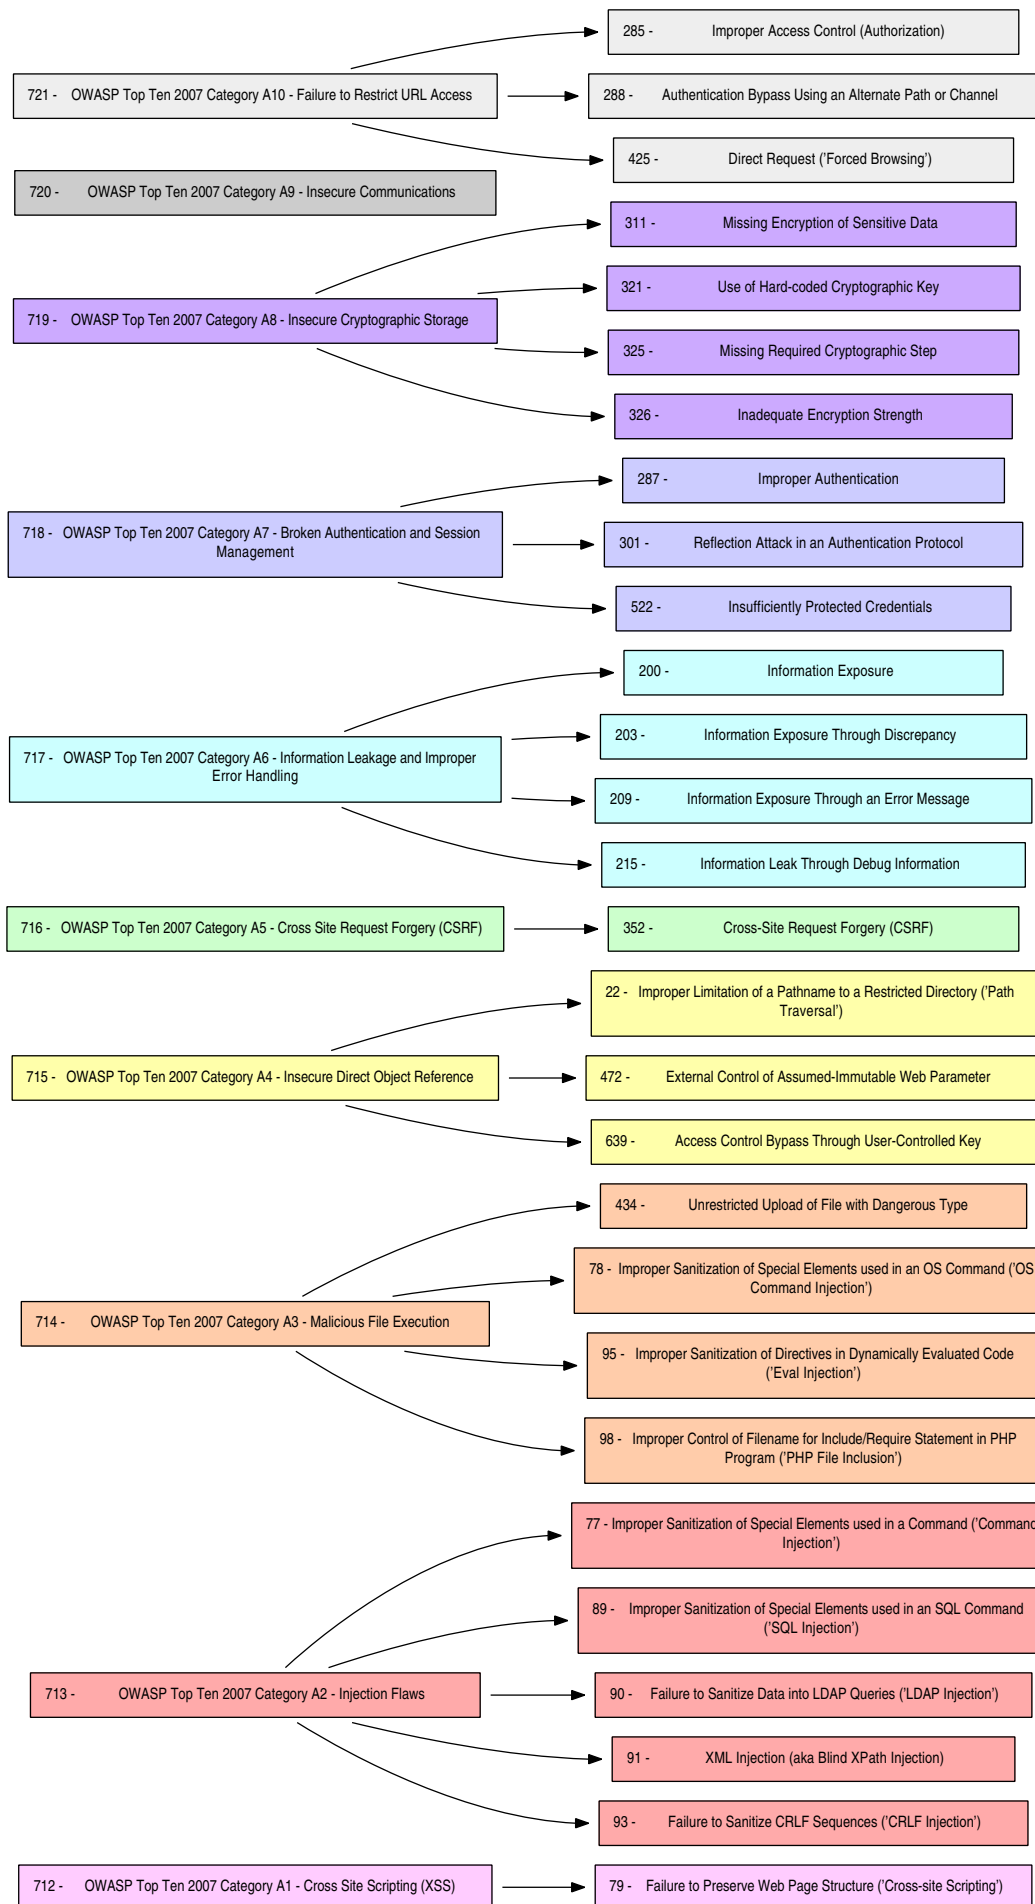 285 - Improper Access Control (Authorization)
721 - OWASP Top Ten 2007 Category A10 - Failure to Restrict URL Access
288 - Authentication Bypass Using an Alternate Path or Channel
425 - Direct Request ('Forced Browsing')
720 - OWASP Top Ten 2007 Category A9 - Insecure Communications
311 - Missing Encryption of Sensitive Data
321 - Use of Hard-coded Cryptographic Key
719 - OWASP Top Ten 2007 Category A8 - Insecure Cryptographic Storage
325 - Missing Required Cryptographic Step
326 - Inadequate Encryption Strength
287 - Improper Authentication
718 - OWASP Top Ten 2007 Category A7 - Broken Authentication and Session
Management
301 - Reflection Attack in an Authentication Protocol
522 - Insufficiently Protected Credentials
200 - Information Exposure
203 - Information Exposure Through Discrepancy
717 - OWASP Top Ten 2007 Category A6 - Information Leakage and Improper
Error Handling
209 - Information Exposure Through an Error Message
215 - Information Leak Through Debug Information
716 - OWASP Top Ten 2007 Category A5 - Cross Site Request Forgery (CSRF)
352 - Cross-Site Request Forgery (CSRF)
22 - Improper Limitation of a Pathname to a Restricted Directory ('Path
Traversal')
715 - OWASP Top Ten 2007 Category A4 - Insecure Direct Object Reference
472 - External Control of Assumed-Immutable Web Parameter
639 - Access Control Bypass Through User-Controlled Key
434 - Unrestricted Upload of File with Dangerous Type
78 - Improper Sanitization of Special Elements used in an OS Command ('OS
Command Injection')
714 - OWASP Top Ten 2007 Category A3 - Malicious File Execution
95 - Improper Sanitization of Directives in Dynamically Evaluated Code
('Eval Injection')
98 - Improper Control of Filename for Include/Require Statement in PHP
Program ('PHP File Inclusion')
77 - Improper Sanitization of Special Elements used in a Command ('Command
Injection')
89 - Improper Sanitization of Special Elements used in an SQL Command
('SQL Injection')
713 - OWASP Top Ten 2007 Category A2 - Injection Flaws
90 - Failure to Sanitize Data into LDAP Queries ('LDAP Injection')
91 - XML Injection (aka Blind XPath Injection)
93 - Failure to Sanitize CRLF Sequences ('CRLF Injection')
712 - OWASP Top Ten 2007 Category A1 - Cross Site Scripting (XSS)
79 - Failure to Preserve Web Page Structure ('Cross-site Scripting')